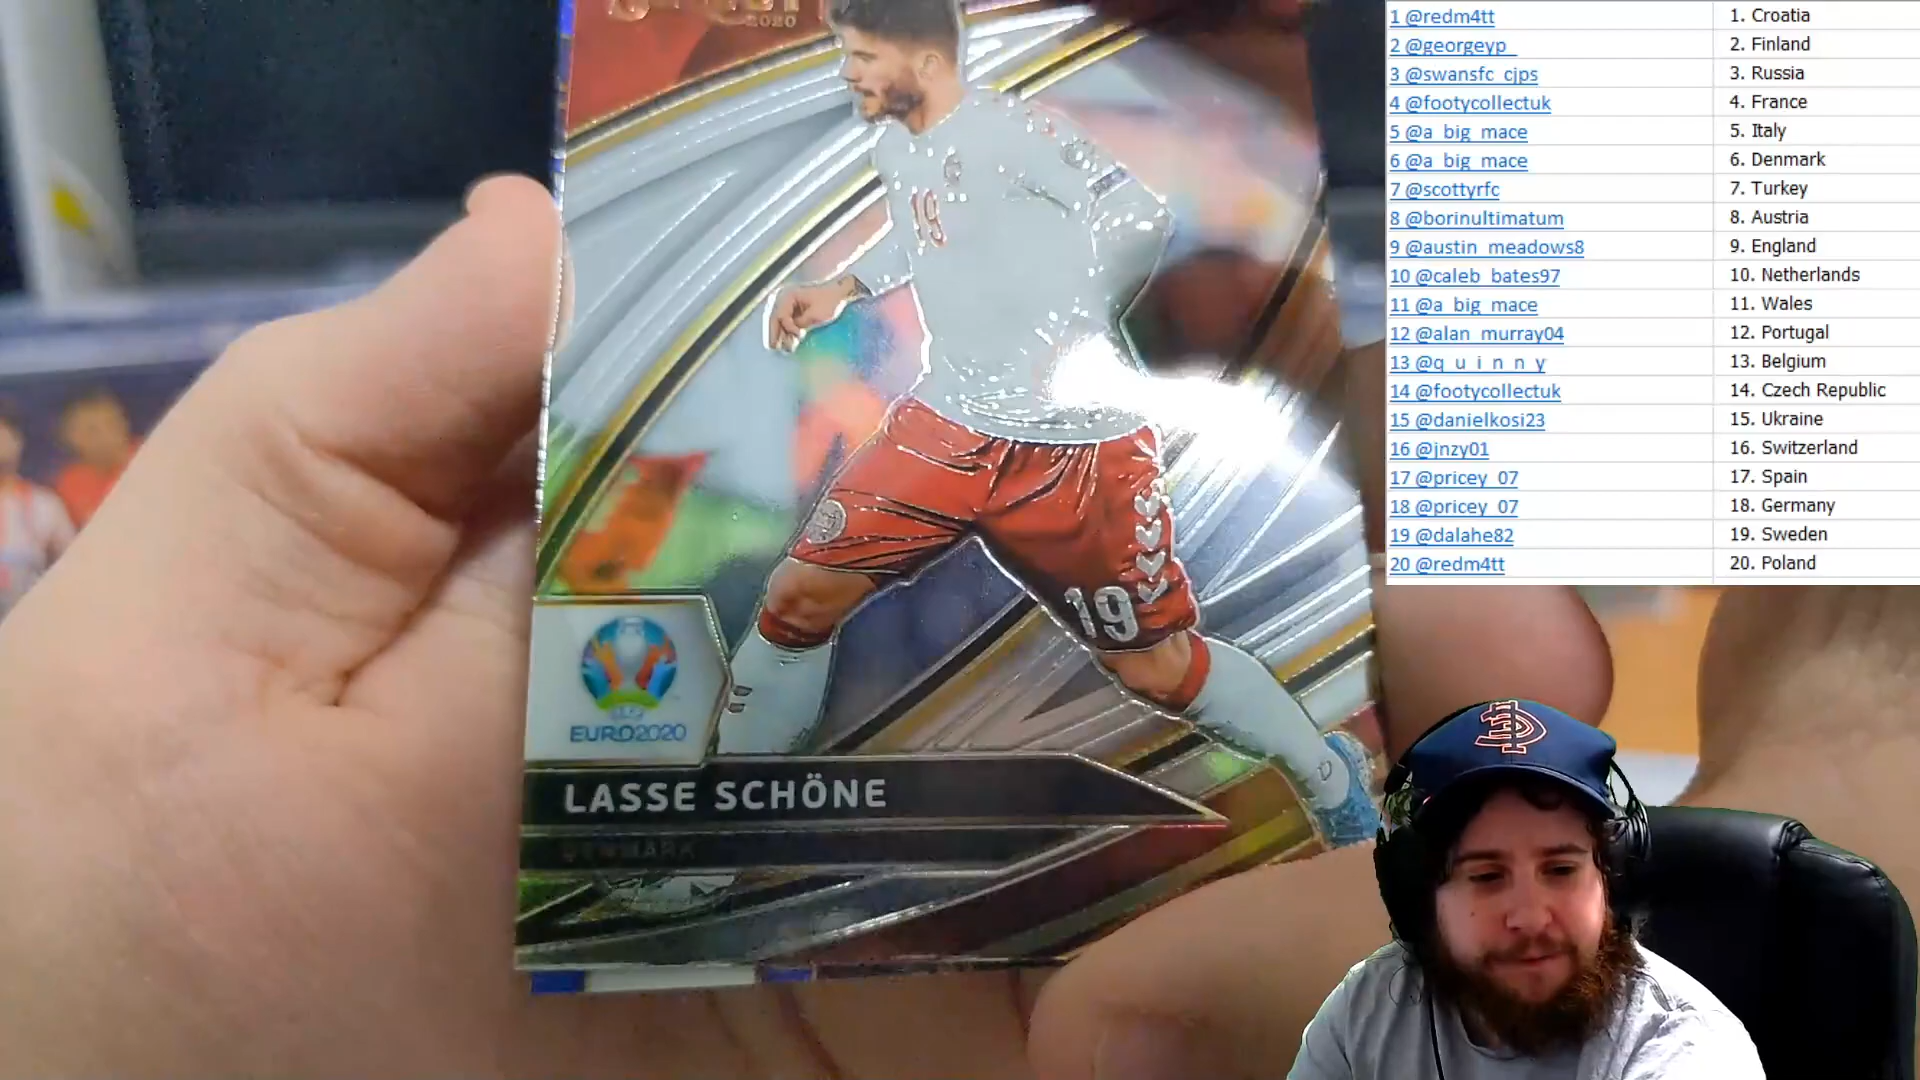 2020
19
19
UEFA
EURO2020
LASSE SCHÖNE
DENMARK
1 @redm4tt 1. Croatia
2 @georgeyp_ 2. Finland
3 @swansfc_cjps 3. Russia
4 @footycollectuk 4. France
5 @a_big_mace 5. Italy
6 @a_big_mace 6. Denmark
7 @scottyrfc 7. Turkey
8 @borinultimatum 8. Austria
9 @austin_meadows8 9. England
10 @caleb_bates97 10. Netherlands
11 @a_big_mace 11. Wales
12 @alan_murray04 12. Portugal
13 @q_u_i_n_n_y 13. Belgium
14 @footycollectuk 14. Czech Republic
15 @danielkosi23 15. Ukraine
16 @jnzy01 16. Switzerland
17 @pricey_07 17. Spain
18 @pricey_07 18. Germany
19 @dalahe82 19. Sweden
20 @redm4tt 20. Poland